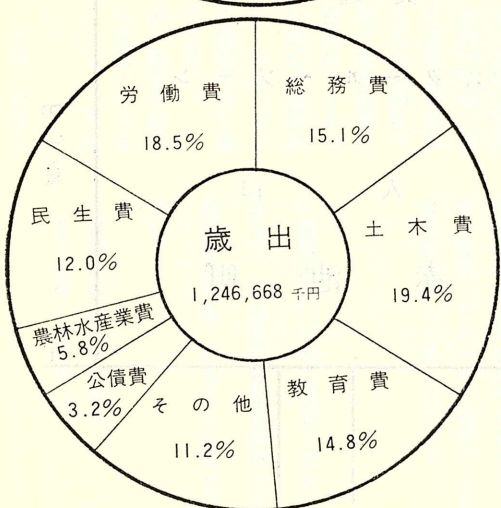 総務費
15.1%
土木費
19.4%
教育費
14.8%
その他
11.2%
公債費
3.2%
農林水産業費
5.8%
民生費
12.0%
労働費
18.5%
歳出
1,246,668 千円